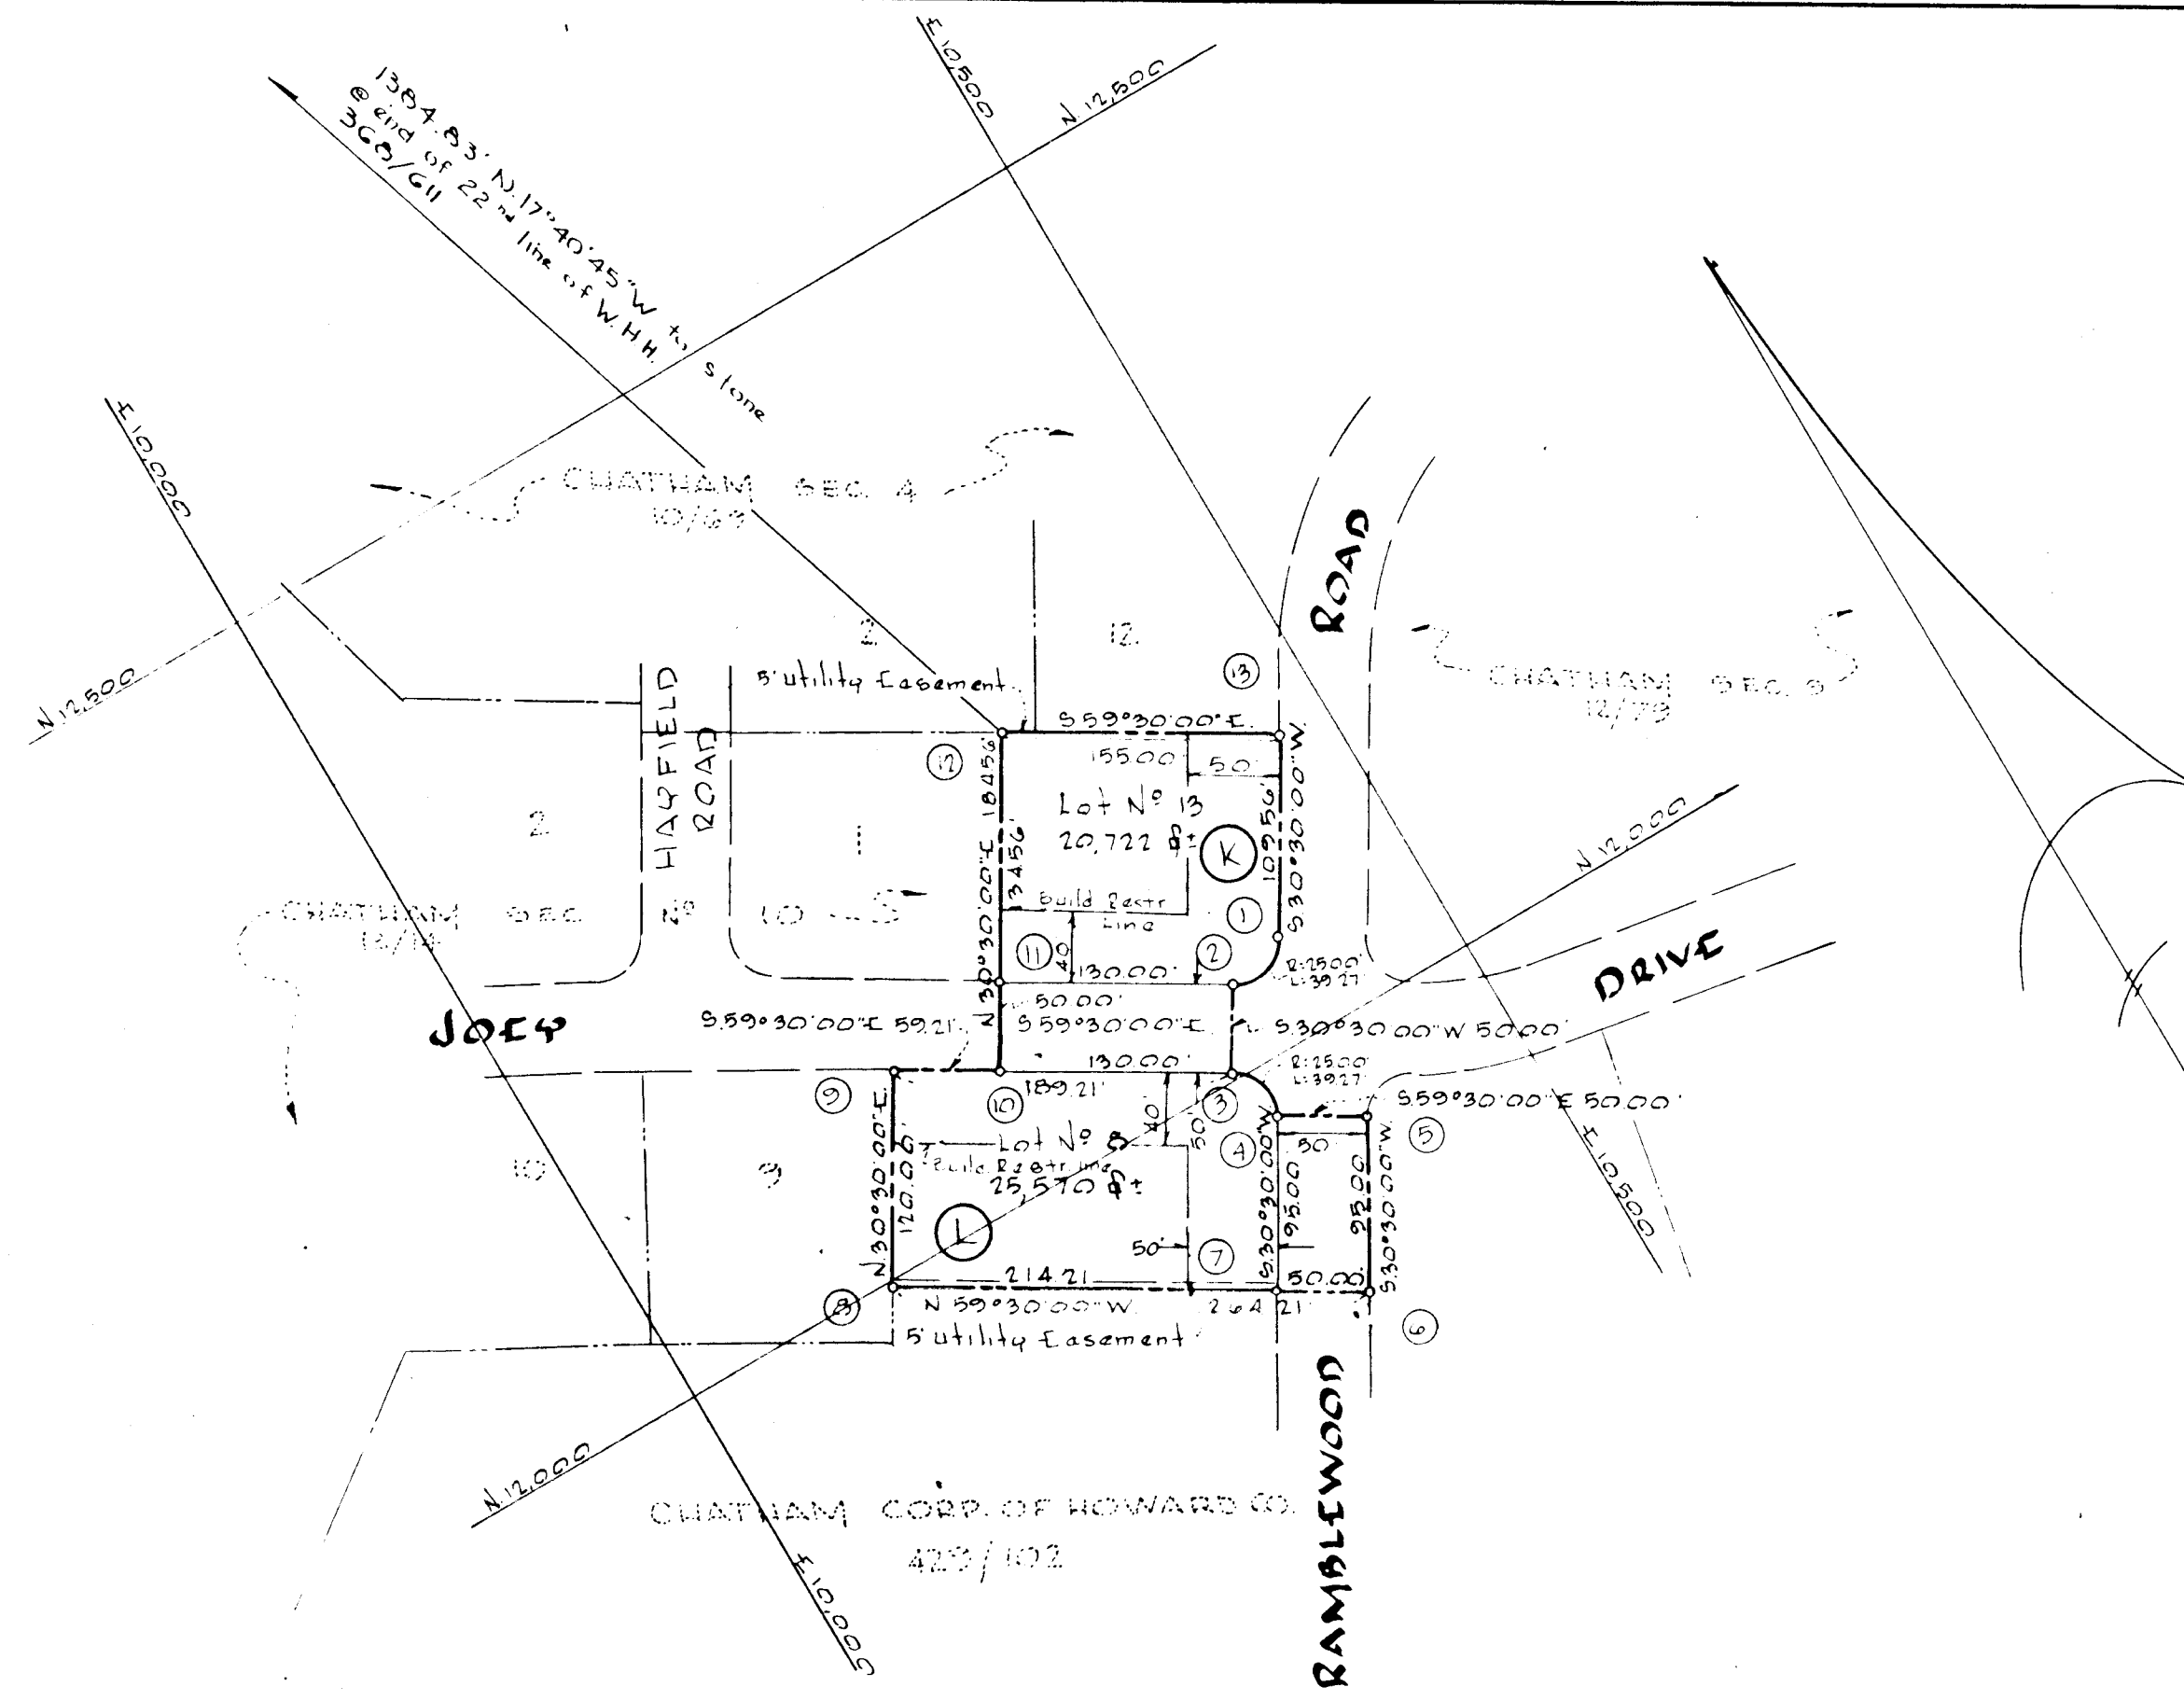 E 10,500
N 12,500
1384.83' N.17°40'45"W to stone
@ end of 22nd line of W.H.H.
368/611
E 10,000
CHATHAM SEC. 4
10/69
ROAD
2
12
13
5' utility Easement
CHATHAM SEC. 9
12/79
N 12,500
HAYFIELD
ROAD
S 59°30'00" E.
155.00'
50'
12
N 30°30'00" E 184.56'
134.56'
Lot Nº 13
20,722 ±
K
109.56'
S.30°30'00"W.
N 12,000
2
1
CHATHAM SEC. Nº 10
13/14
Build Restr
Line
1
11
40'
2
130.00'
R:25.00'
L:39.27'
DRIVE
50.00'
JOEY
S.59°30'00"E 59.21'
S 59°30'00"E
S.30°30'00"W 50.00'
130.00'
189.21'
R:25.00'
L:39.27'
9
10
3
S.59°30'00"E 50.00'
40'
50'
4
50'
5
10
9
N 30°30'00"E.
120.00'
Lot Nº 8
Build. Restr. Line
25,570 ±
L
S.30°30'00"W
95.00
95.00
S.30°30'00"W.
E 10,500
50'
7
214.21
50.00
8
N 59°30'00"W.
264.21'
5' utility Easement
6
N 12,000
RAMBLEWOOD
CHATHAM CORP. OF HOWARD CO.
429/102
E 10,000